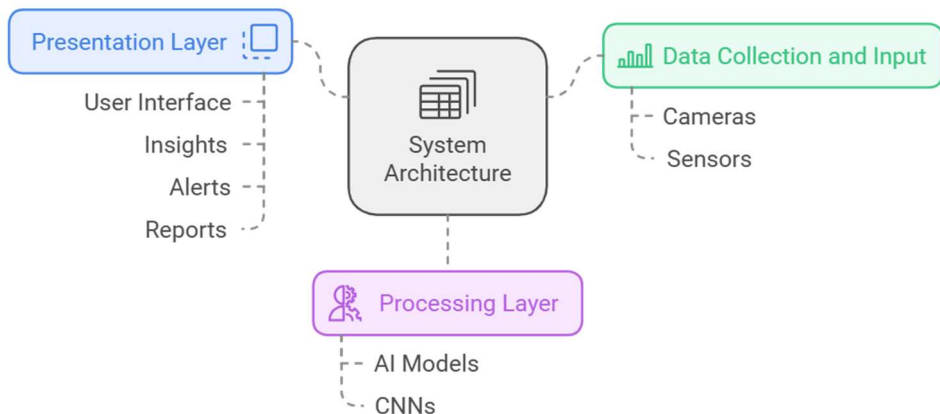 Presentation Layer
User Interface
Insights
Alerts
Reports
System
Architecture
Data Collection and Input
Cameras
Sensors
Processing Layer
AI Models
CNNs